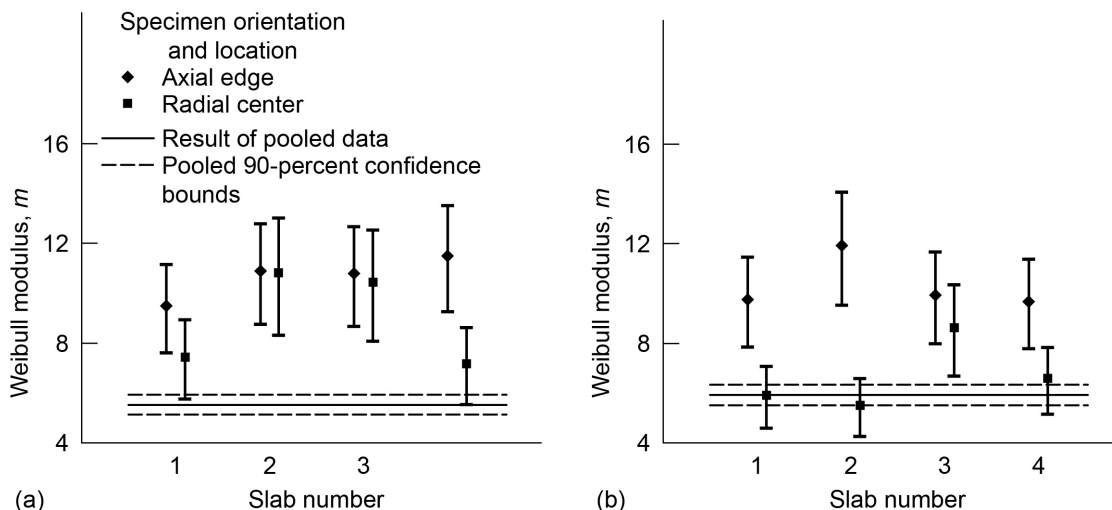 Specimen orientation
and location
Axial edge
Radial center
Result of pooled data
Pooled 90-percent confidence
bounds
16
12
8
4
Weibull modulus, m
1 2 3
(a) Slab number
16
12
8
4
Weibull modulus, m
1 2 3 4
(b) Slab number